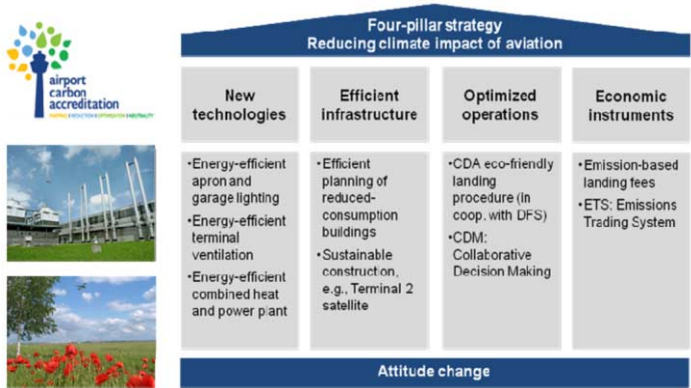 Four-pillar strategy
Reducing climate impact of aviation
airport
carbon
accreditation
New
technologies
•Energy-efficient
apron and
garage lighting
•Energy-efficient
terminal
ventilation
•Energy-efficient
combined heat
and power plant
Efficient
infrastructure
•Efficient
planning of
reduced-
consumption
buildings
•Sustainable
construction,
e.g., Terminal 2
satellite
Optimized
operations
•CDA eco-friendly
landing
procedure (in
coop. with DFS)
•CDM:
Collaborative
Decision Making
Economic
instruments
•Emission-based
landing fees
•ETS: Emissions
Trading System
Attitude change